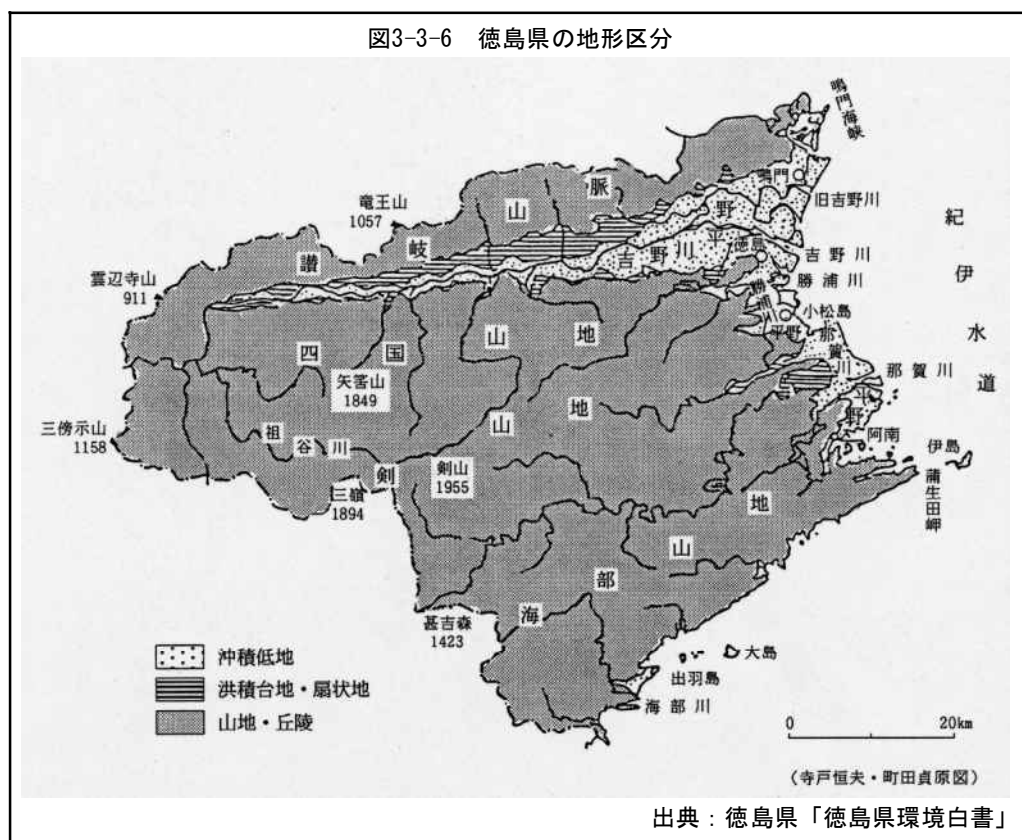 図3-3-6 徳島県の地形区分
鳴門海峡
鳴門
旧吉野川
紀伊水道
吉野川
勝浦川
徳島
小松島
那賀川
阿南
伊島
蒲生田岬
竜王山
1057
讃岐山脈
雲辺寺山
911
吉野川平野
勝浦川平野
那賀川平野
四国山地
矢筈山
1849
祖谷川
三傍示山
1158
剣山地
剣山
1955
三嶺
1894
海部山地
甚吉森
1423
大島
出羽島
海部川
沖積低地
洪積台地・扇状地
山地・丘陵
0 20km
(寺戸恒夫・町田貞原図)
出典:徳島県「徳島県環境白書」